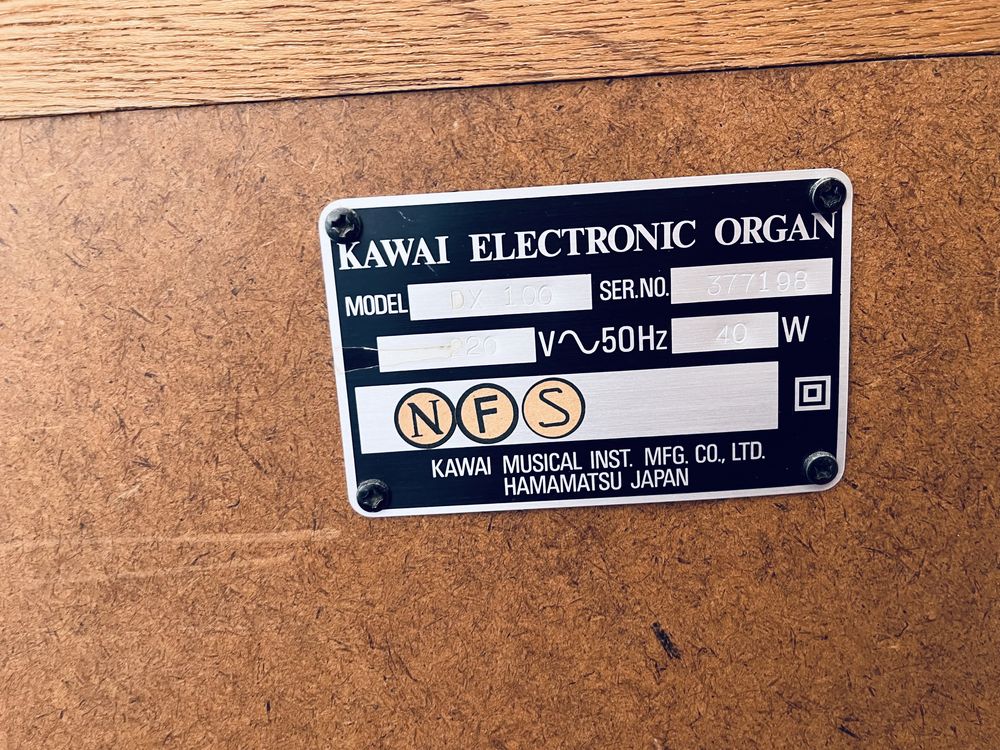 KAWAI ELECTRONIC ORGAN
MODEL DX 100 SER.NO. 377198
220 V~50Hz 40 W
N F S
KAWAI MUSICAL INST. MFG. CO., LTD.
HAMAMATSU JAPAN